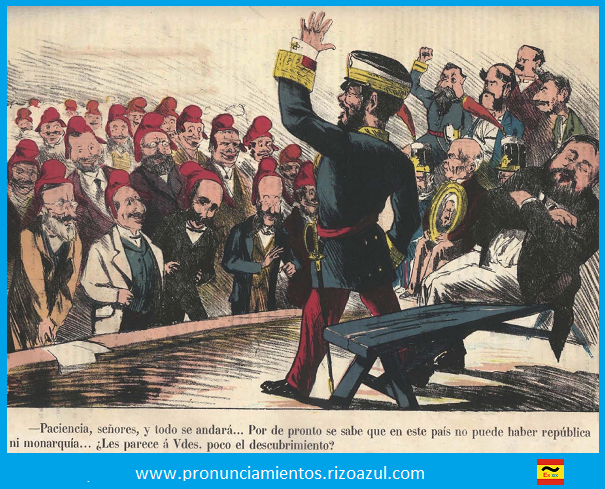 —Paciencia, señores, y todo se andará... Por de pronto se sabe que en este país no puede haber república
ni monarquía... ¿Les parece á Vdes. poco el descubrimiento?
www.pronunciamientos.rizoazul.com